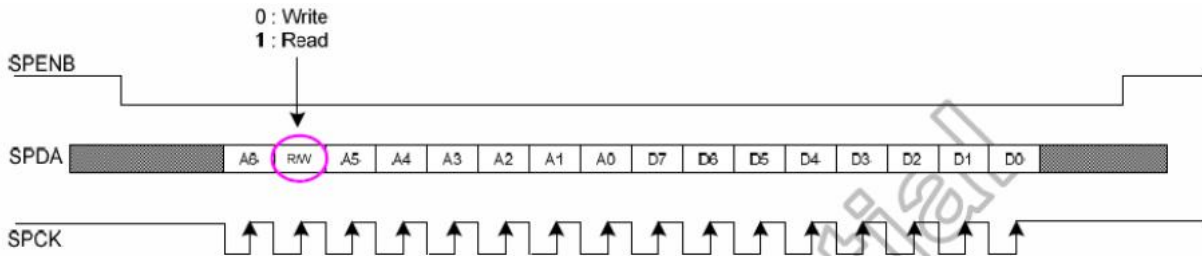 0 : Write
1 : Read
SPENB
SPDA A6 R/W A5 A4 A3 A2 A1 A0 D7 D6 D5 D4 D3 D2 D1 D0
SPCK